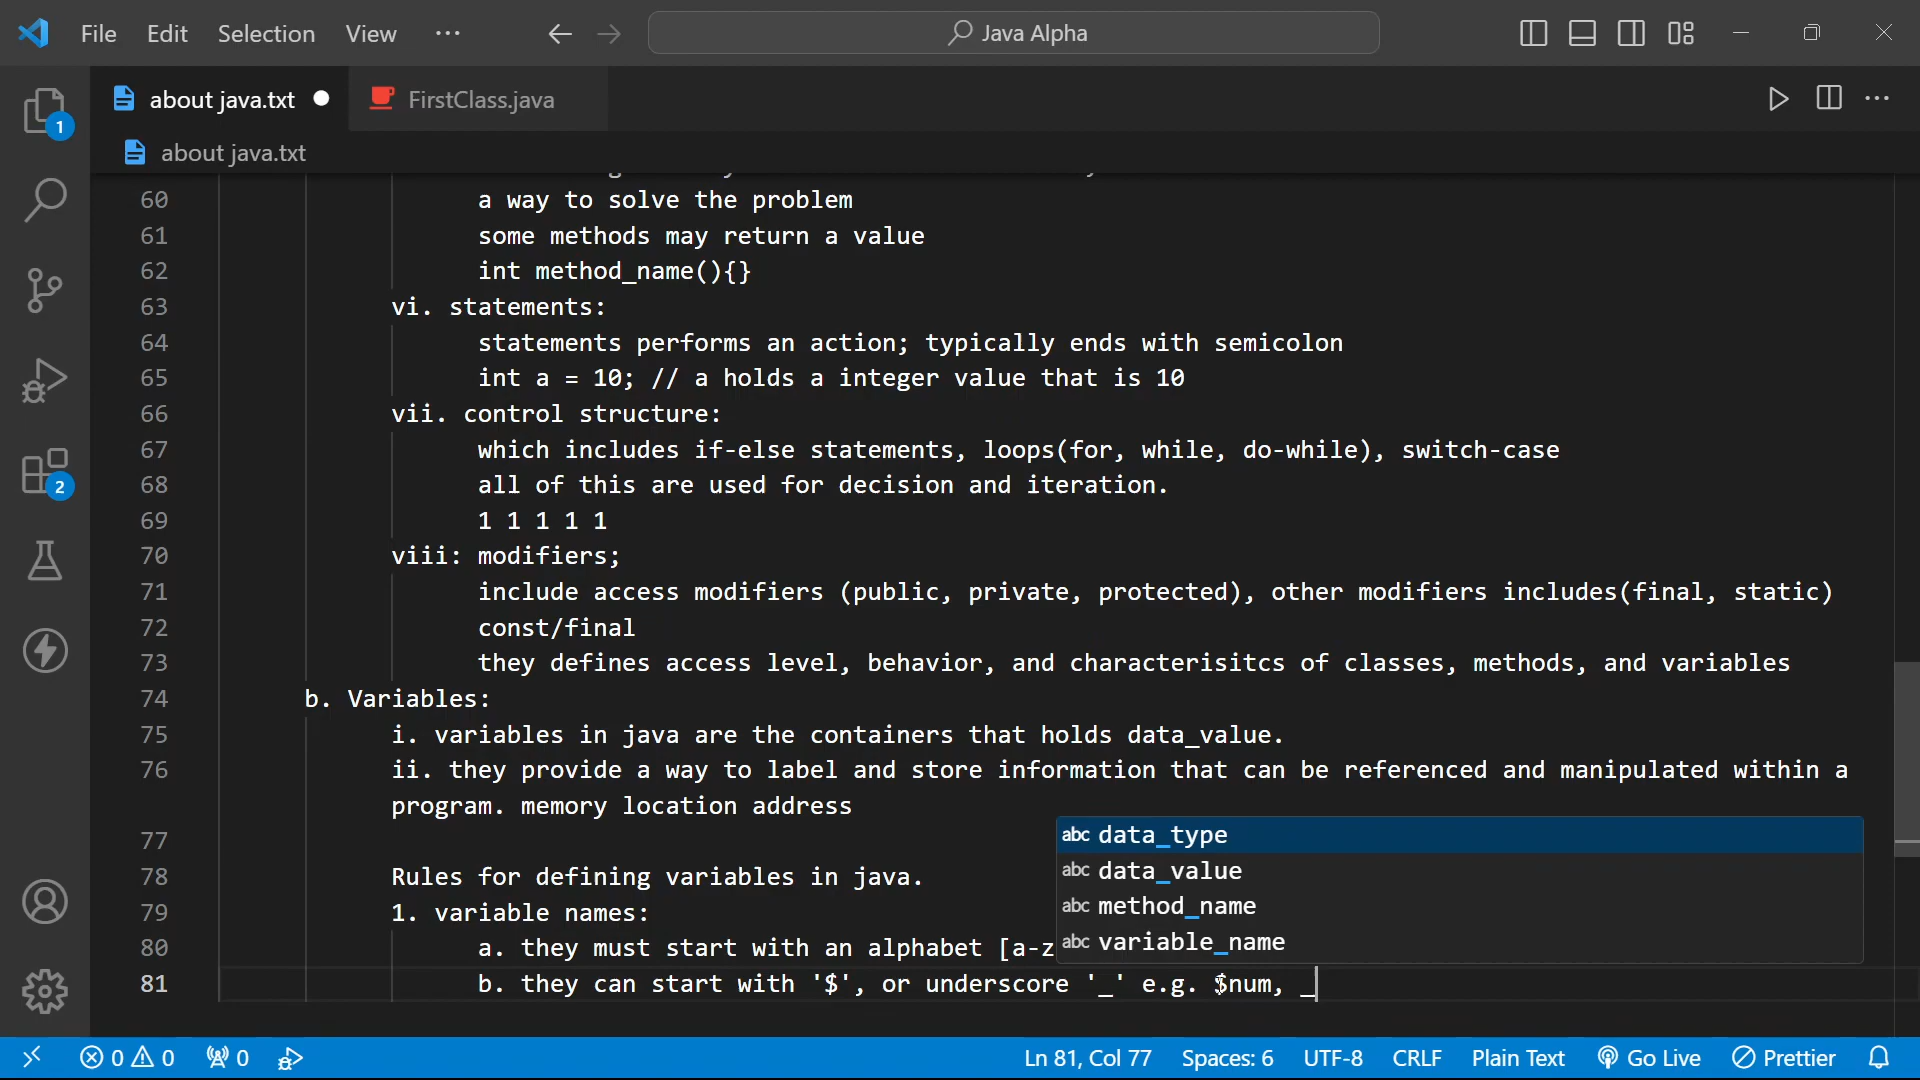 File Edit Selection View ··· Java Alpha
about java.txt FirstClass.java
about java.txt
60 a way to solve the problem
61 some methods may return a value
62 int method_name(){}
63 vi. statements:
64 statements performs an action; typically ends with semicolon
65 int a = 10; // a holds a integer value that is 10
66 vii. control structure:
67 which includes if-else statements, loops(for, while, do-while), switch-case
68 all of this are used for decision and iteration.
69 1 1 1 1 1
70 viii: modifiers;
71 include access modifiers (public, private, protected), other modifiers includes(final, static)
72 const/final
73 they defines access level, behavior, and characterisitcs of classes, methods, and variables
74 b. Variables:
75 i. variables in java are the containers that holds data_value.
76 ii. they provide a way to label and store information that can be referenced and manipulated within a
program. memory location address
77
78 Rules for defining variables in java.
79 1. variable names:
80 a. they must start with an alphabet [a-z
81 b. they can start with '$', or underscore '_' e.g. $num, _
abc data_type
abc data_value
abc method_name
abc variable_name
1
2
0 0 0 Ln 81, Col 77 Spaces: 6 UTF-8 CRLF Plain Text Go Live Prettier